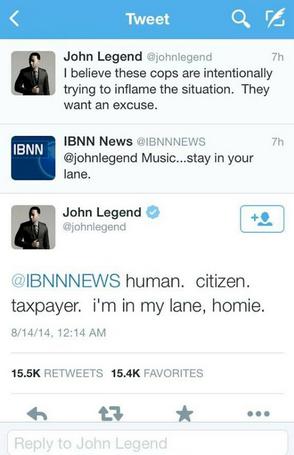 Tweet
John Legend @johnlegend 7h
I believe these cops are intentionally
trying to inflame the situation.  They
want an excuse.
IBNN
IBNN News @IBNNNEWS 7h
@johnlegend Music...stay in your
lane.
John Legend
@johnlegend
@IBNNNEWS human.  citizen.
taxpayer.  i'm in my lane, homie.
8/14/14, 12:14 AM
15.5K RETWEETS 15.4K FAVORITES
Reply to John Legend